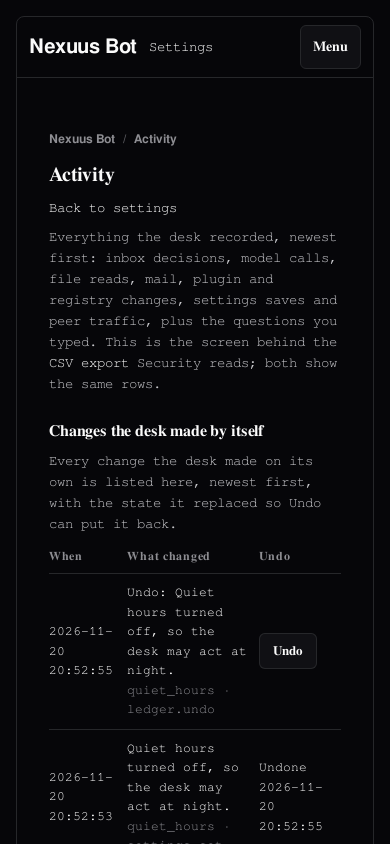 Nexuus Bot Settings Menu
Nexuus Bot / Activity
Activity
Back to settings
Everything the desk recorded, newest
first: inbox decisions, model calls,
file reads, mail, plugin and
registry changes, settings saves and
peer traffic, plus the questions you
typed. This is the screen behind the
CSV export Security reads; both show
the same rows.
Changes the desk made by itself
Every change the desk made on its
own is listed here, newest first,
with the state it replaced so Undo
can put it back.
When What changed Undo
2026-11-
20
20:52:55
Undo: Quiet
hours turned
off, so the
desk may act at
night.
quiet_hours ·
ledger.undo
Undo
2026-11-
20
20:52:53
Quiet hours
turned off, so
the desk may
act at night.
quiet_hours ·
Undone
2026-11-
20
20:52:55